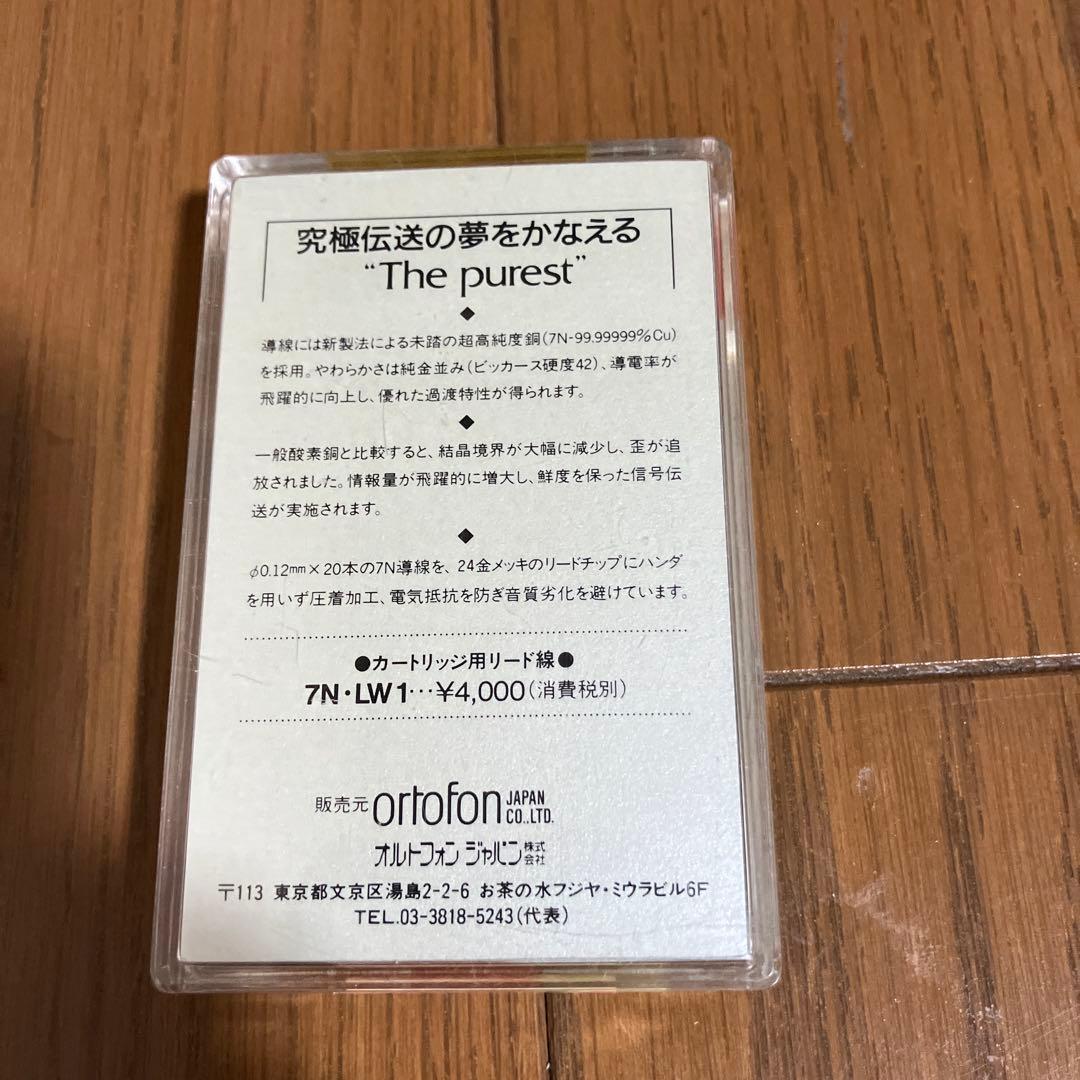 究極伝送の夢をかなえる
“The purest”
◆
導線には新製法による未踏の超高純度銅(7N-99.99999%Cu)
を採用。やわらかさは純金並み(ビッカース硬度42)、導電率が
飛躍的に向上し、優れた過渡特性が得られます。
◆
一般酸素銅と比較すると、結晶境界が大幅に減少し、歪が追
放されました。情報量が飛躍的に増大し、鮮度を保った信号伝
送が実施されます。
◆
φ0.12mm×20本の7N導線を、24金メッキのリードチップにハンダ
を用いず圧着加工、電気抵抗を防ぎ音質劣化を避けています。
●カートリッジ用リード線●
7N・LW1…¥4,000(消費税別)
販売元 ortofon JAPAN CO.,LTD.
オルトフォン ジャパン株式会社
〒113 東京都文京区湯島2-2-6 お茶の水フジヤ・ミウラビル6F
TEL.03-3818-5243(代表)